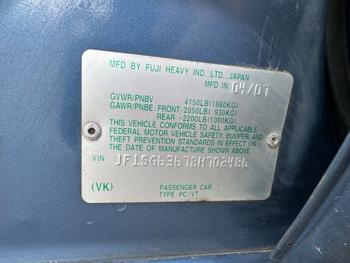 MFD BY FUJI HEAVY IND. LTD., JAPAN
MFD IN 04/07
GVWR/PNBV: 4150LB(1880KG)
GAWR/PNBE: FRONT-2050LB( 930KG)
REAR -2200LB(1000KG)
THIS VEHICLE CONFORMS TO ALL APPLICABLE
FEDERAL MOTOR VEHICLE SAFETY, BUMPER, AND
THEFT PREVENTION STANDARDS IN EFFECT ON
THE DATE OF MANUFACTURE SHOWN ABOVE.
VIN JF1SG63678H702486
(VK)
PASSENGER CAR
TYPE: PC/VT